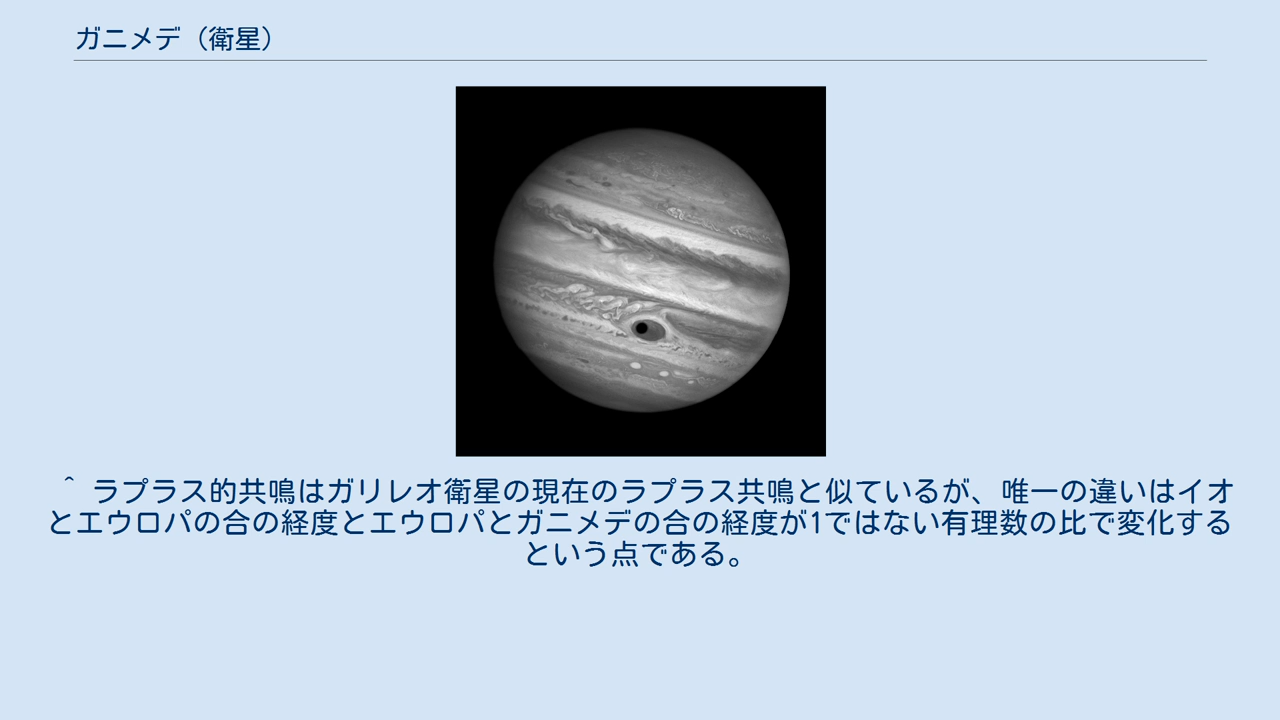 ガニメデ（衛星）
^ ラプラス的共鳴はガリレオ衛星の現在のラプラス共鳴と似ているが、唯一の違いはイオ
とエウロパの合の経度とエウロパとガニメデの合の経度が1ではない有理数の比で変化する
という点である。